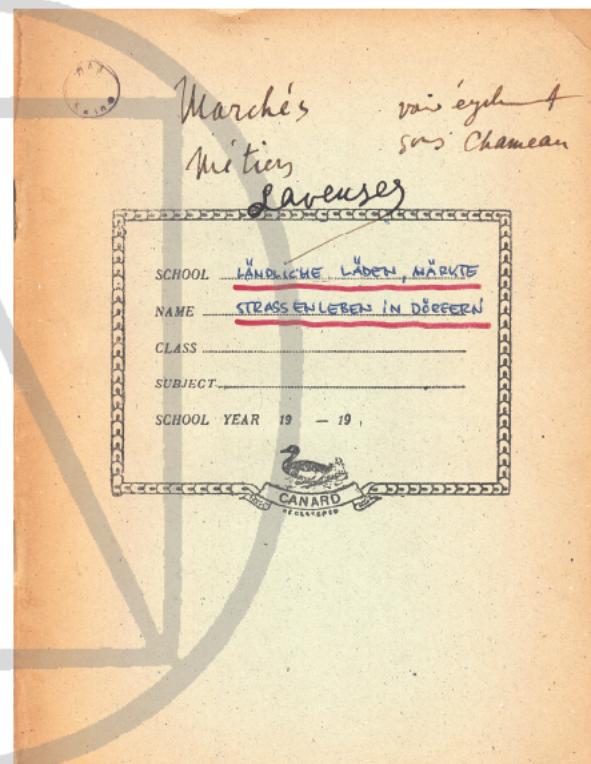 Marchés
voir également
Métiers
sous Chameau
Laveuses
SCHOOL LÄNDLICHE LÄDEN, MÄRKTE
NAME STRASSENLEBEN IN DÖRFERN
CLASS
SUBJECT
SCHOOL YEAR 19 — 19
CANARD
REGISTERED